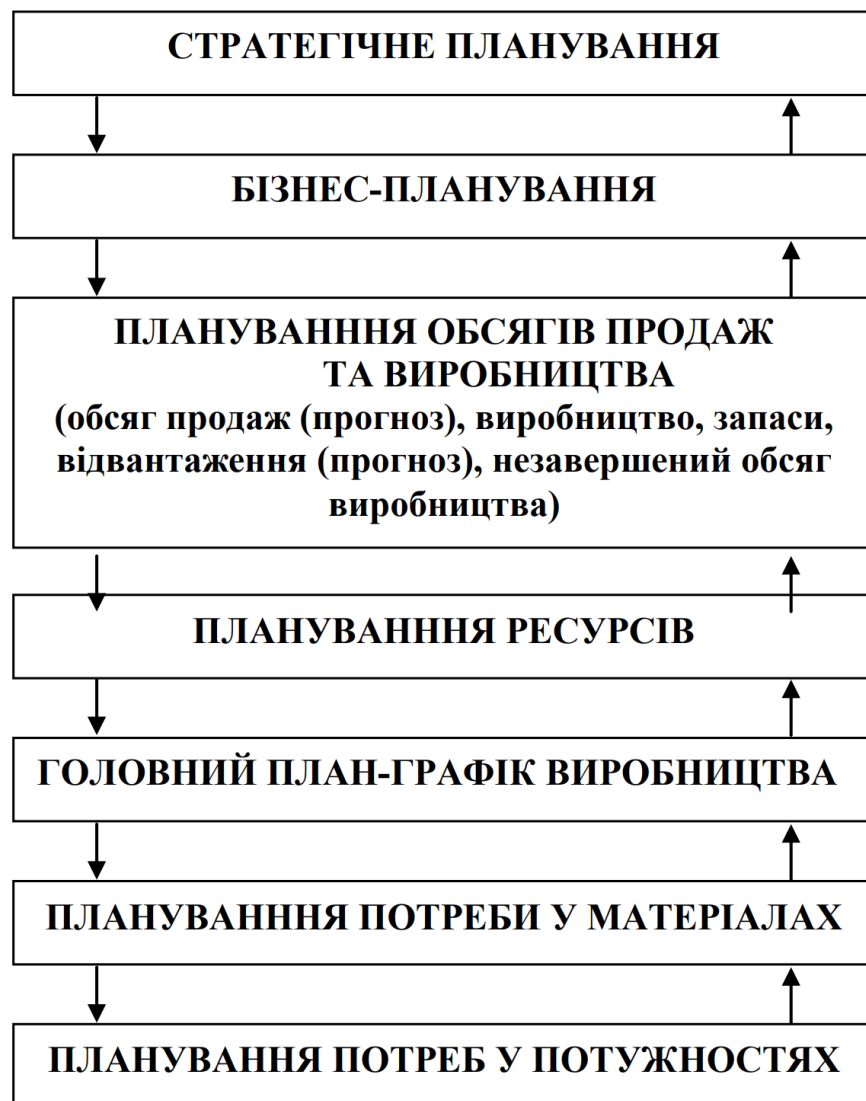 СТРАТЕГІЧНЕ ПЛАНУВАННЯ
БІЗНЕС-ПЛАНУВАННЯ
ПЛАНУВАНННЯ ОБСЯГІВ ПРОДАЖ
ТА ВИРОБНИЦТВА
(обсяг продаж (прогноз), виробництво, запаси,
відвантаження (прогноз), незавершений обсяг
виробництва)
ПЛАНУВАНННЯ РЕСУРСІВ
ГОЛОВНИЙ ПЛАН-ГРАФІК ВИРОБНИЦТВА
ПЛАНУВАНННЯ ПОТРЕБИ У МАТЕРІАЛАХ
ПЛАНУВАННЯ ПОТРЕБ У ПОТУЖНОСТЯХ